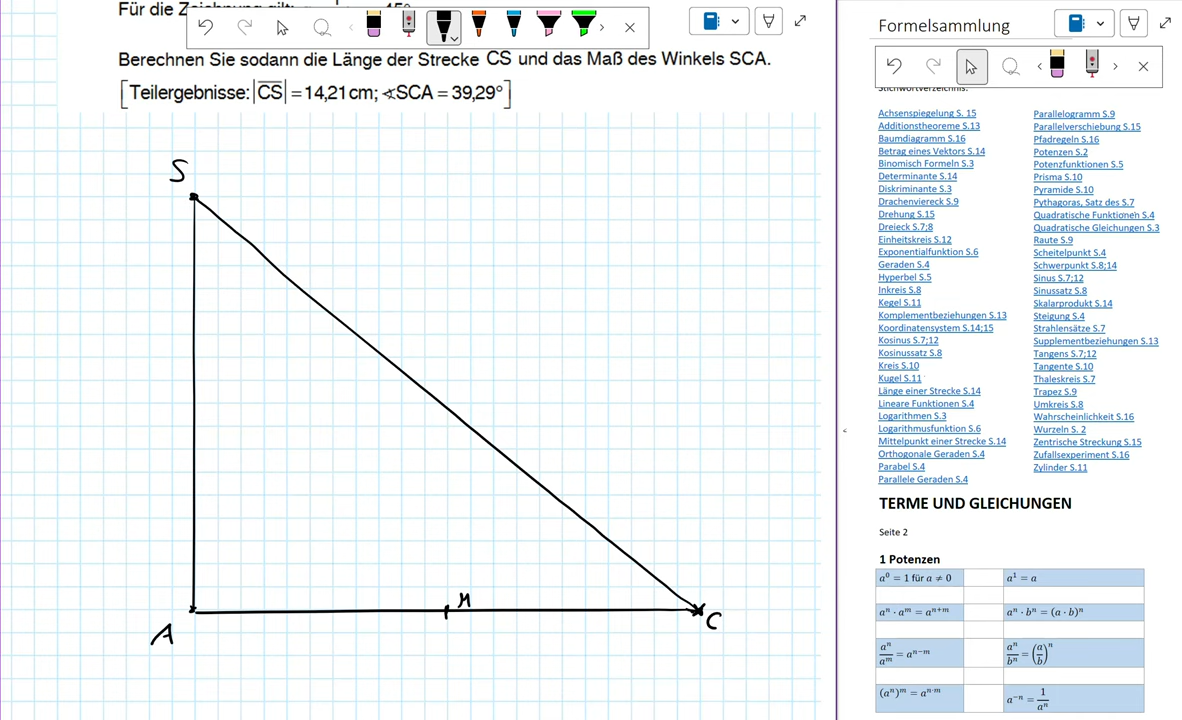 Für die Zeichnung gilt: 45°
Berechnen Sie sodann die Länge der Strecke CS und das Maß des Winkels SCA.
[Teilergebnisse: |CS| = 14,21 cm; ∢SCA = 39,29°]
S
M
A
C
Formelsammlung
Stichwortverzeichnis:
Achsenspiegelung S. 15
Additionstheoreme S.13
Baumdiagramm S.16
Betrag eines Vektors S.14
Binomisch Formeln S.3
Determinante S.14
Diskriminante S.3
Drachenviereck S.9
Drehung S.15
Dreieck S.7;8
Einheitskreis S.12
Exponentialfunktion S.6
Geraden S.4
Hyperbel S.5
Inkreis S.8
Kegel S.11
Komplementbeziehungen S.13
Koordinatensystem S.14;15
Kosinus S.7;12
Kosinussatz S.8
Kreis S.10
Kugel S.11
Länge einer Strecke S.14
Lineare Funktionen S.4
Logarithmen S.3
Logarithmusfunktion S.6
Mittelpunkt einer Strecke S.14
Orthogonale Geraden S.4
Parabel S.4
Parallele Geraden S.4
Parallelogramm S.9
Parallelverschiebung S.15
Pfadregeln S.16
Potenzen S.2
Potenzfunktionen S.5
Prisma S.10
Pyramide S.10
Pythagoras, Satz des S.7
Quadratische Funktionen S.4
Quadratische Gleichungen S.3
Raute S.9
Scheitelpunkt S.4
Schwerpunkt S.8;14
Sinus S.7;12
Sinussatz S.8
Skalarprodukt S.14
Steigung S.4
Strahlensätze S.7
Supplementbeziehungen S.13
Tangens S.7;12
Tangente S.10
Thaleskreis S.7
Trapez S.9
Umkreis S.8
Wahrscheinlichkeit S.16
Wurzeln S. 2
Zentrische Streckung S.15
Zufallsexperiment S.16
Zylinder S.11
TERME UND GLEICHUNGEN
Seite 2
1 Potenzen
a⁰ = 1 für a ≠ 0 a¹ = a
aⁿ · aᵐ = aⁿ⁺ᵐ aⁿ · bⁿ = (a · b)ⁿ
aⁿ/aᵐ = aⁿ⁻ᵐ aⁿ/bⁿ = (a/b)ⁿ
(aⁿ)ᵐ = aⁿ·ᵐ a⁻ⁿ = 1/aⁿ